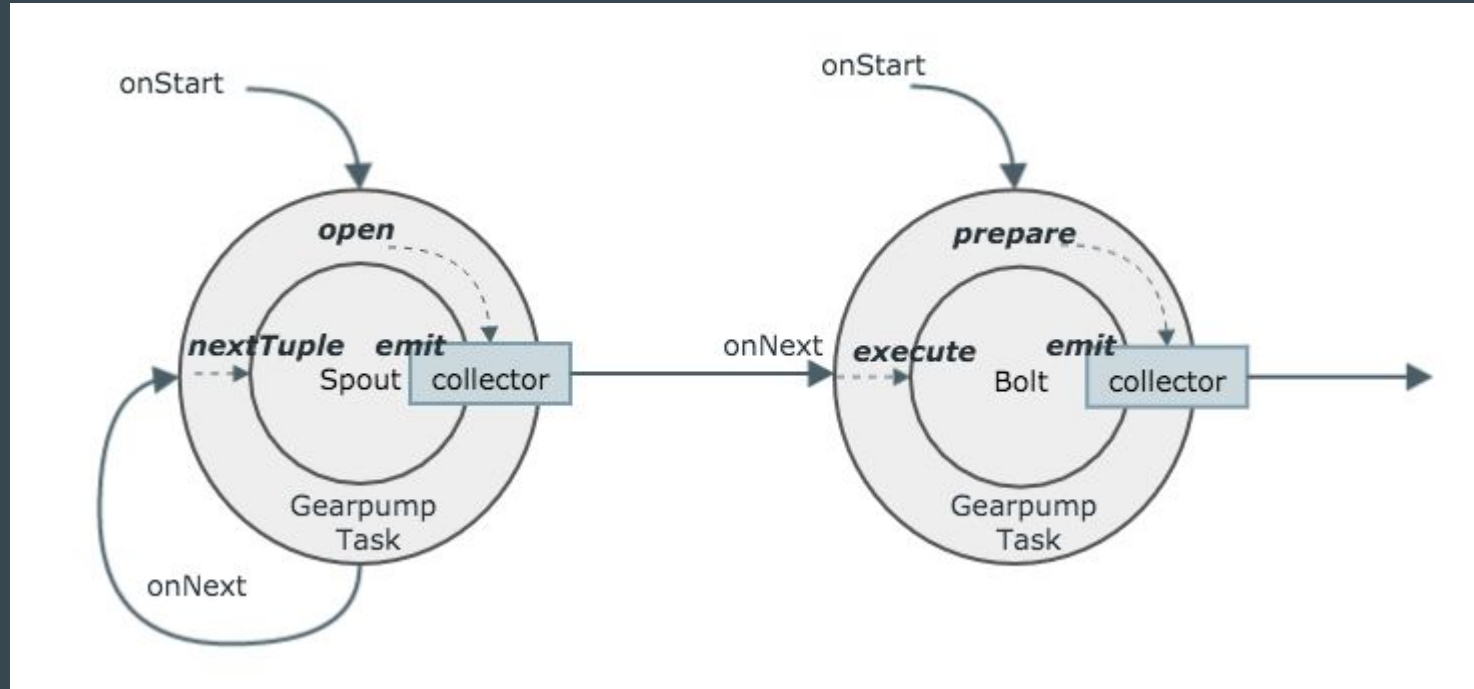 onStart
open
nextTuple
emit
Spout
collector
Gearpump
Task
onNext
onNext
onStart
prepare
execute
emit
Bolt
collector
Gearpump
Task